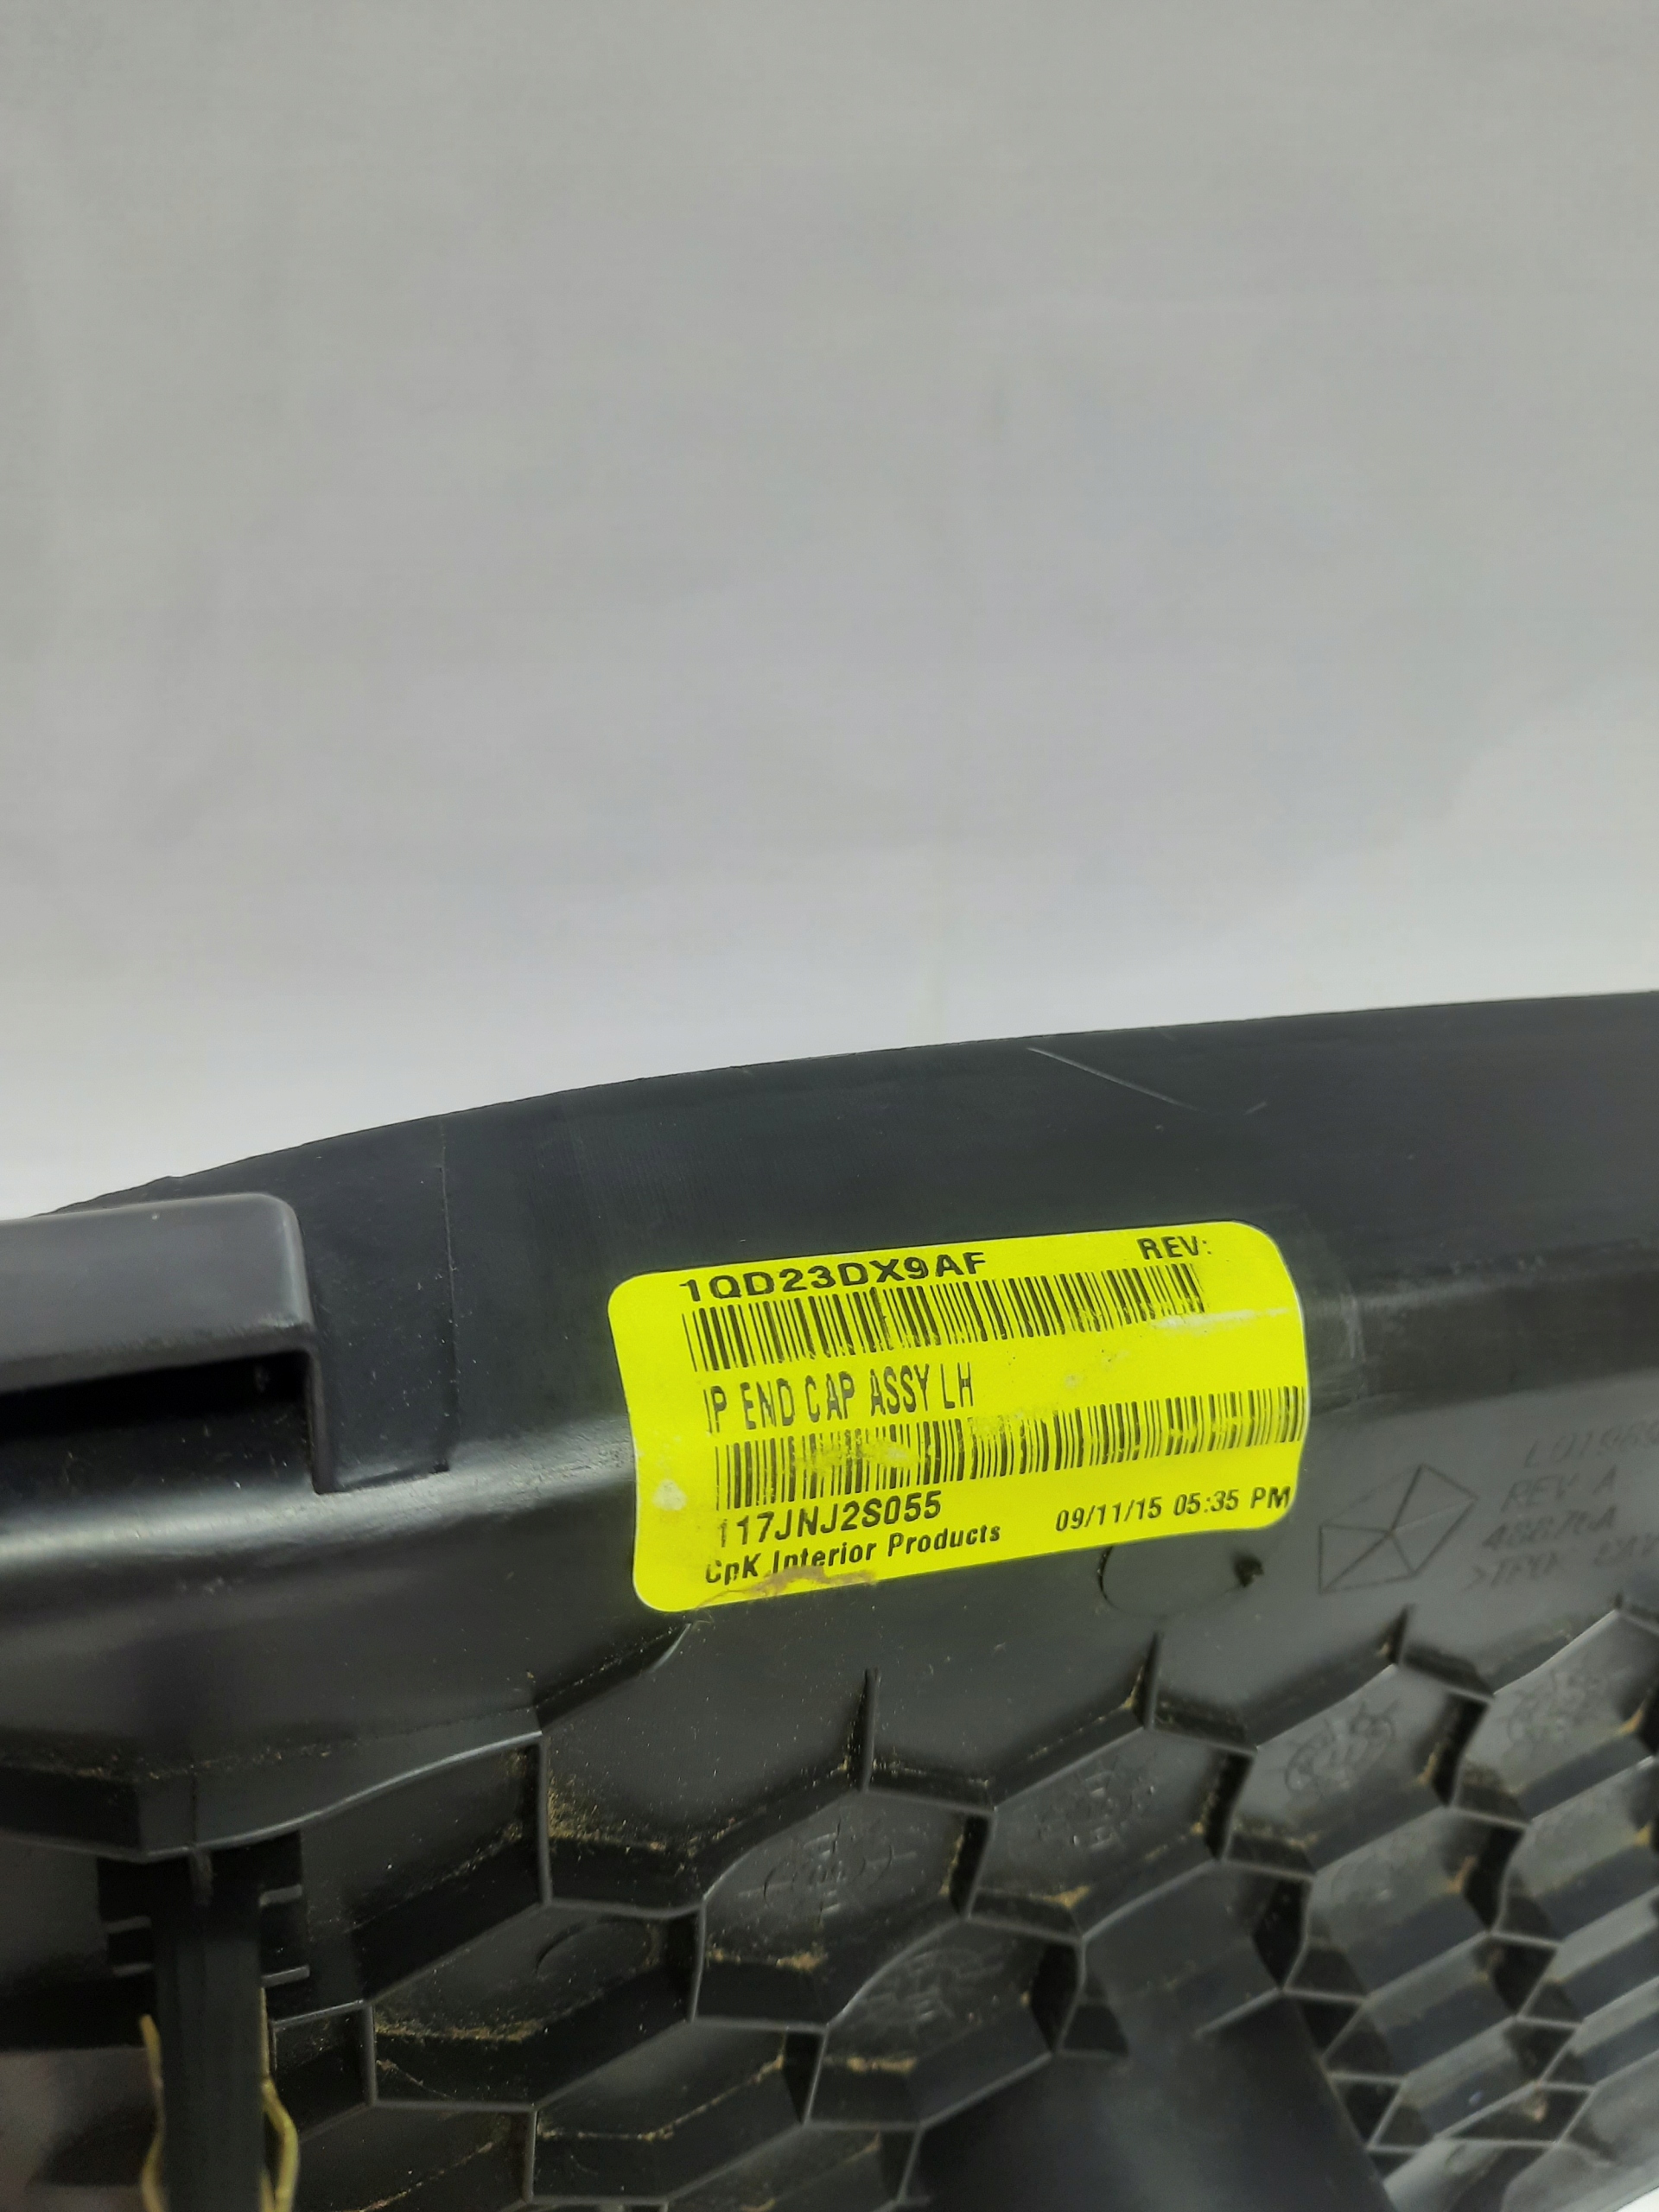 1QD23DX9AF REV:
IP END CAP ASSY LH
117JNJ2S055
CpK Interior Products 09/11/15 05:35 PM
REV A